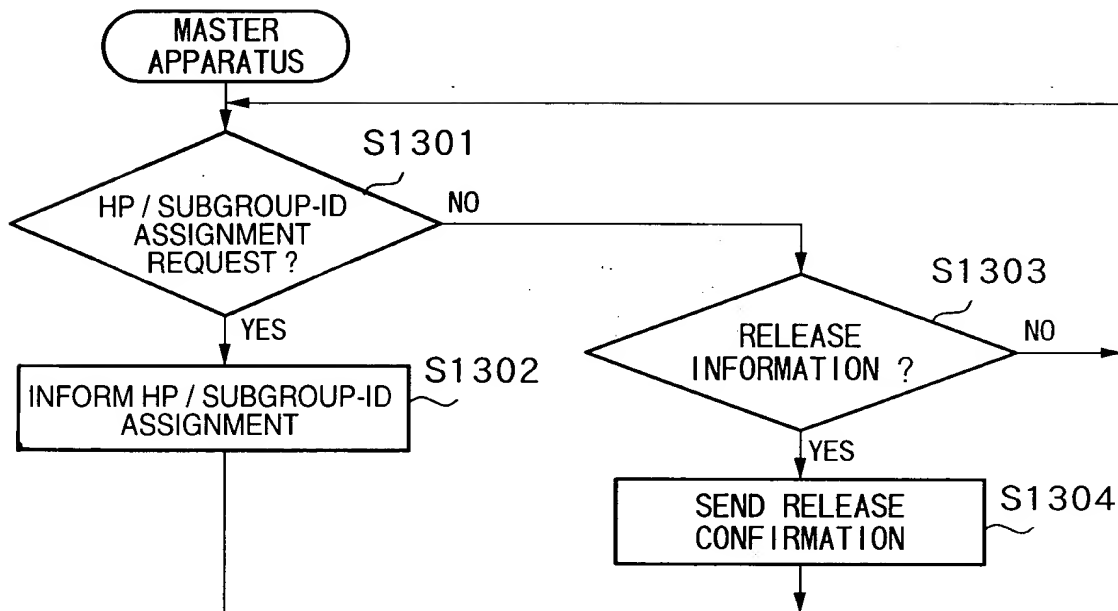 MASTER
APPARATUS
S1301
HP / SUBGROUP-ID
ASSIGNMENT
REQUEST ?
NO
YES
S1302
INFORM HP / SUBGROUP-ID
ASSIGNMENT
S1303
RELEASE
INFORMATION ?
NO
YES
S1304
SEND RELEASE
CONFIRMATION